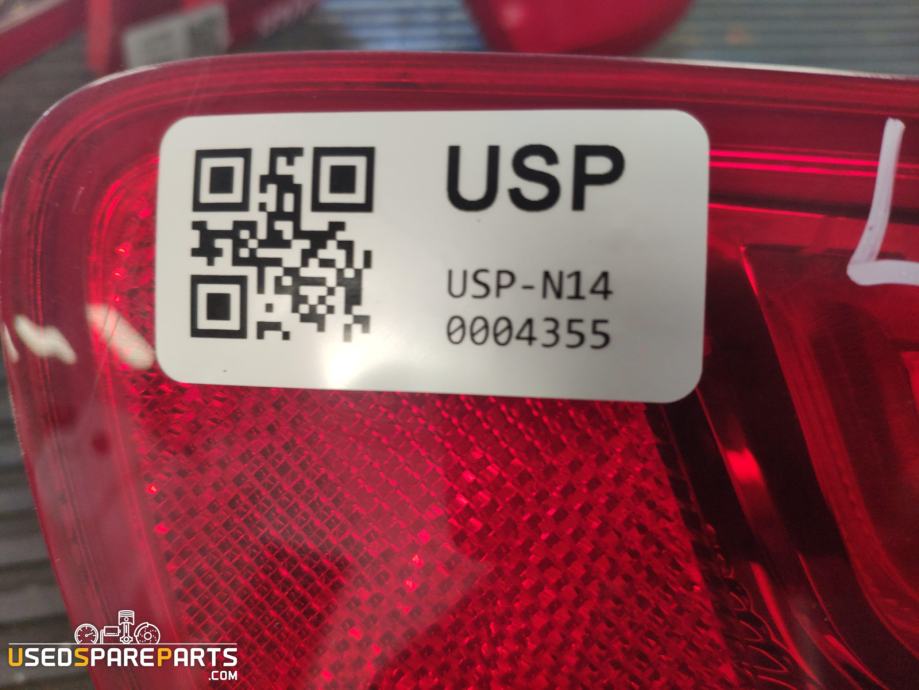 USP
USP-N14
0004355
L
USEDSPAREPARTS
.COM